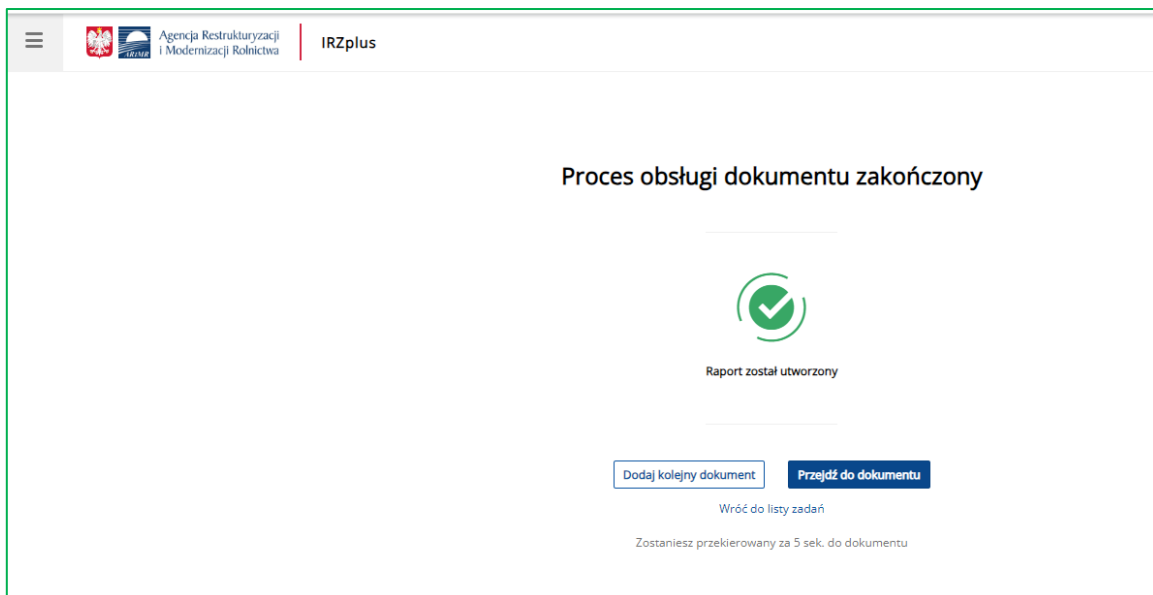 Agencja Restrukturyzacji
i Modernizacji Rolnictwa
ARiMR
IRZplus
Proces obsługi dokumentu zakończony
Raport został utworzony
Dodaj kolejny dokument
Przejdź do dokumentu
Wróć do listy zadań
Zostaniesz przekierowany za 5 sek. do dokumentu